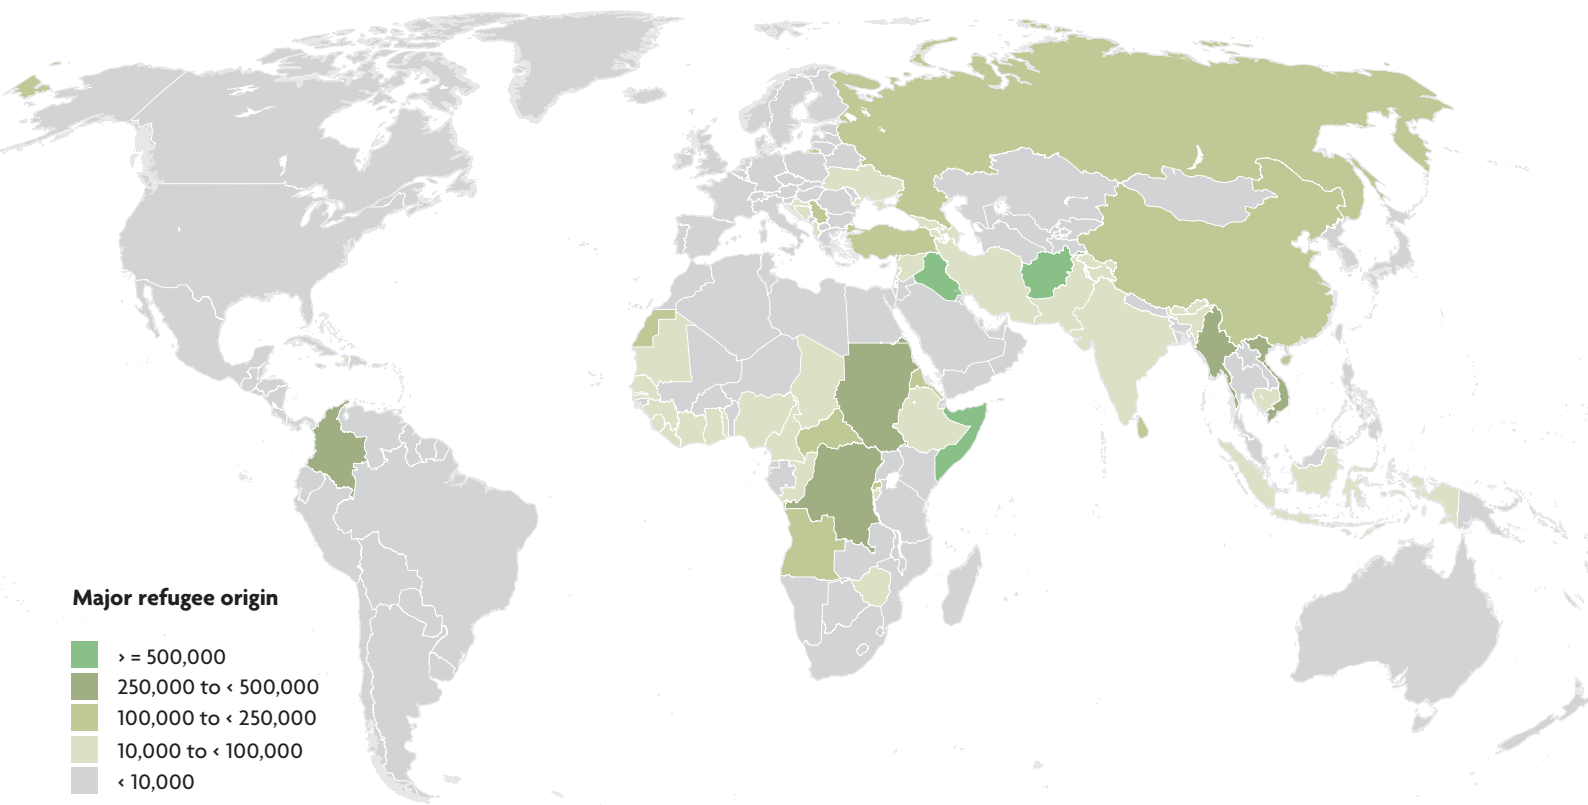 Major refugee origin
> = 500,000
250,000 to < 500,000
100,000 to < 250,000
10,000 to < 100,000
< 10,000